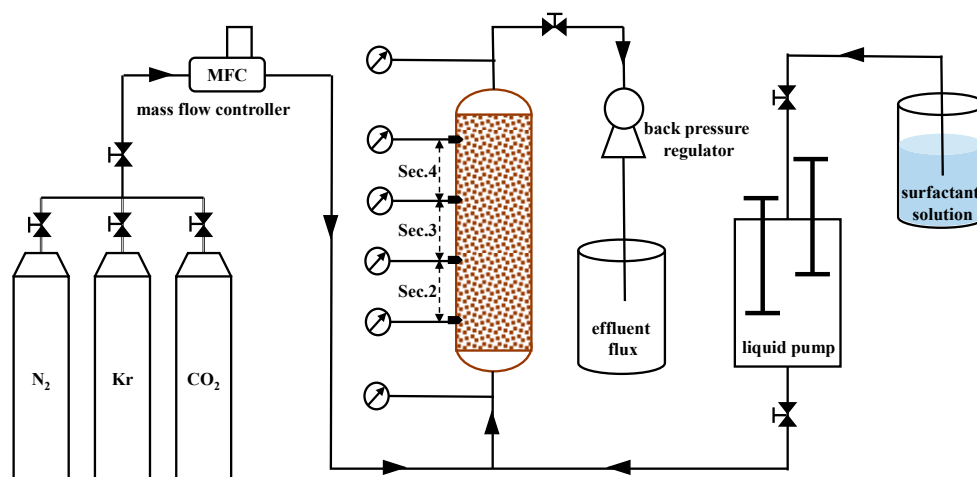 MFC
mass flow controller
N₂
Kr
CO₂
Sec.4
Sec.3
Sec.2
back pressure
regulator
effluent
flux
liquid pump
surfactant
solution